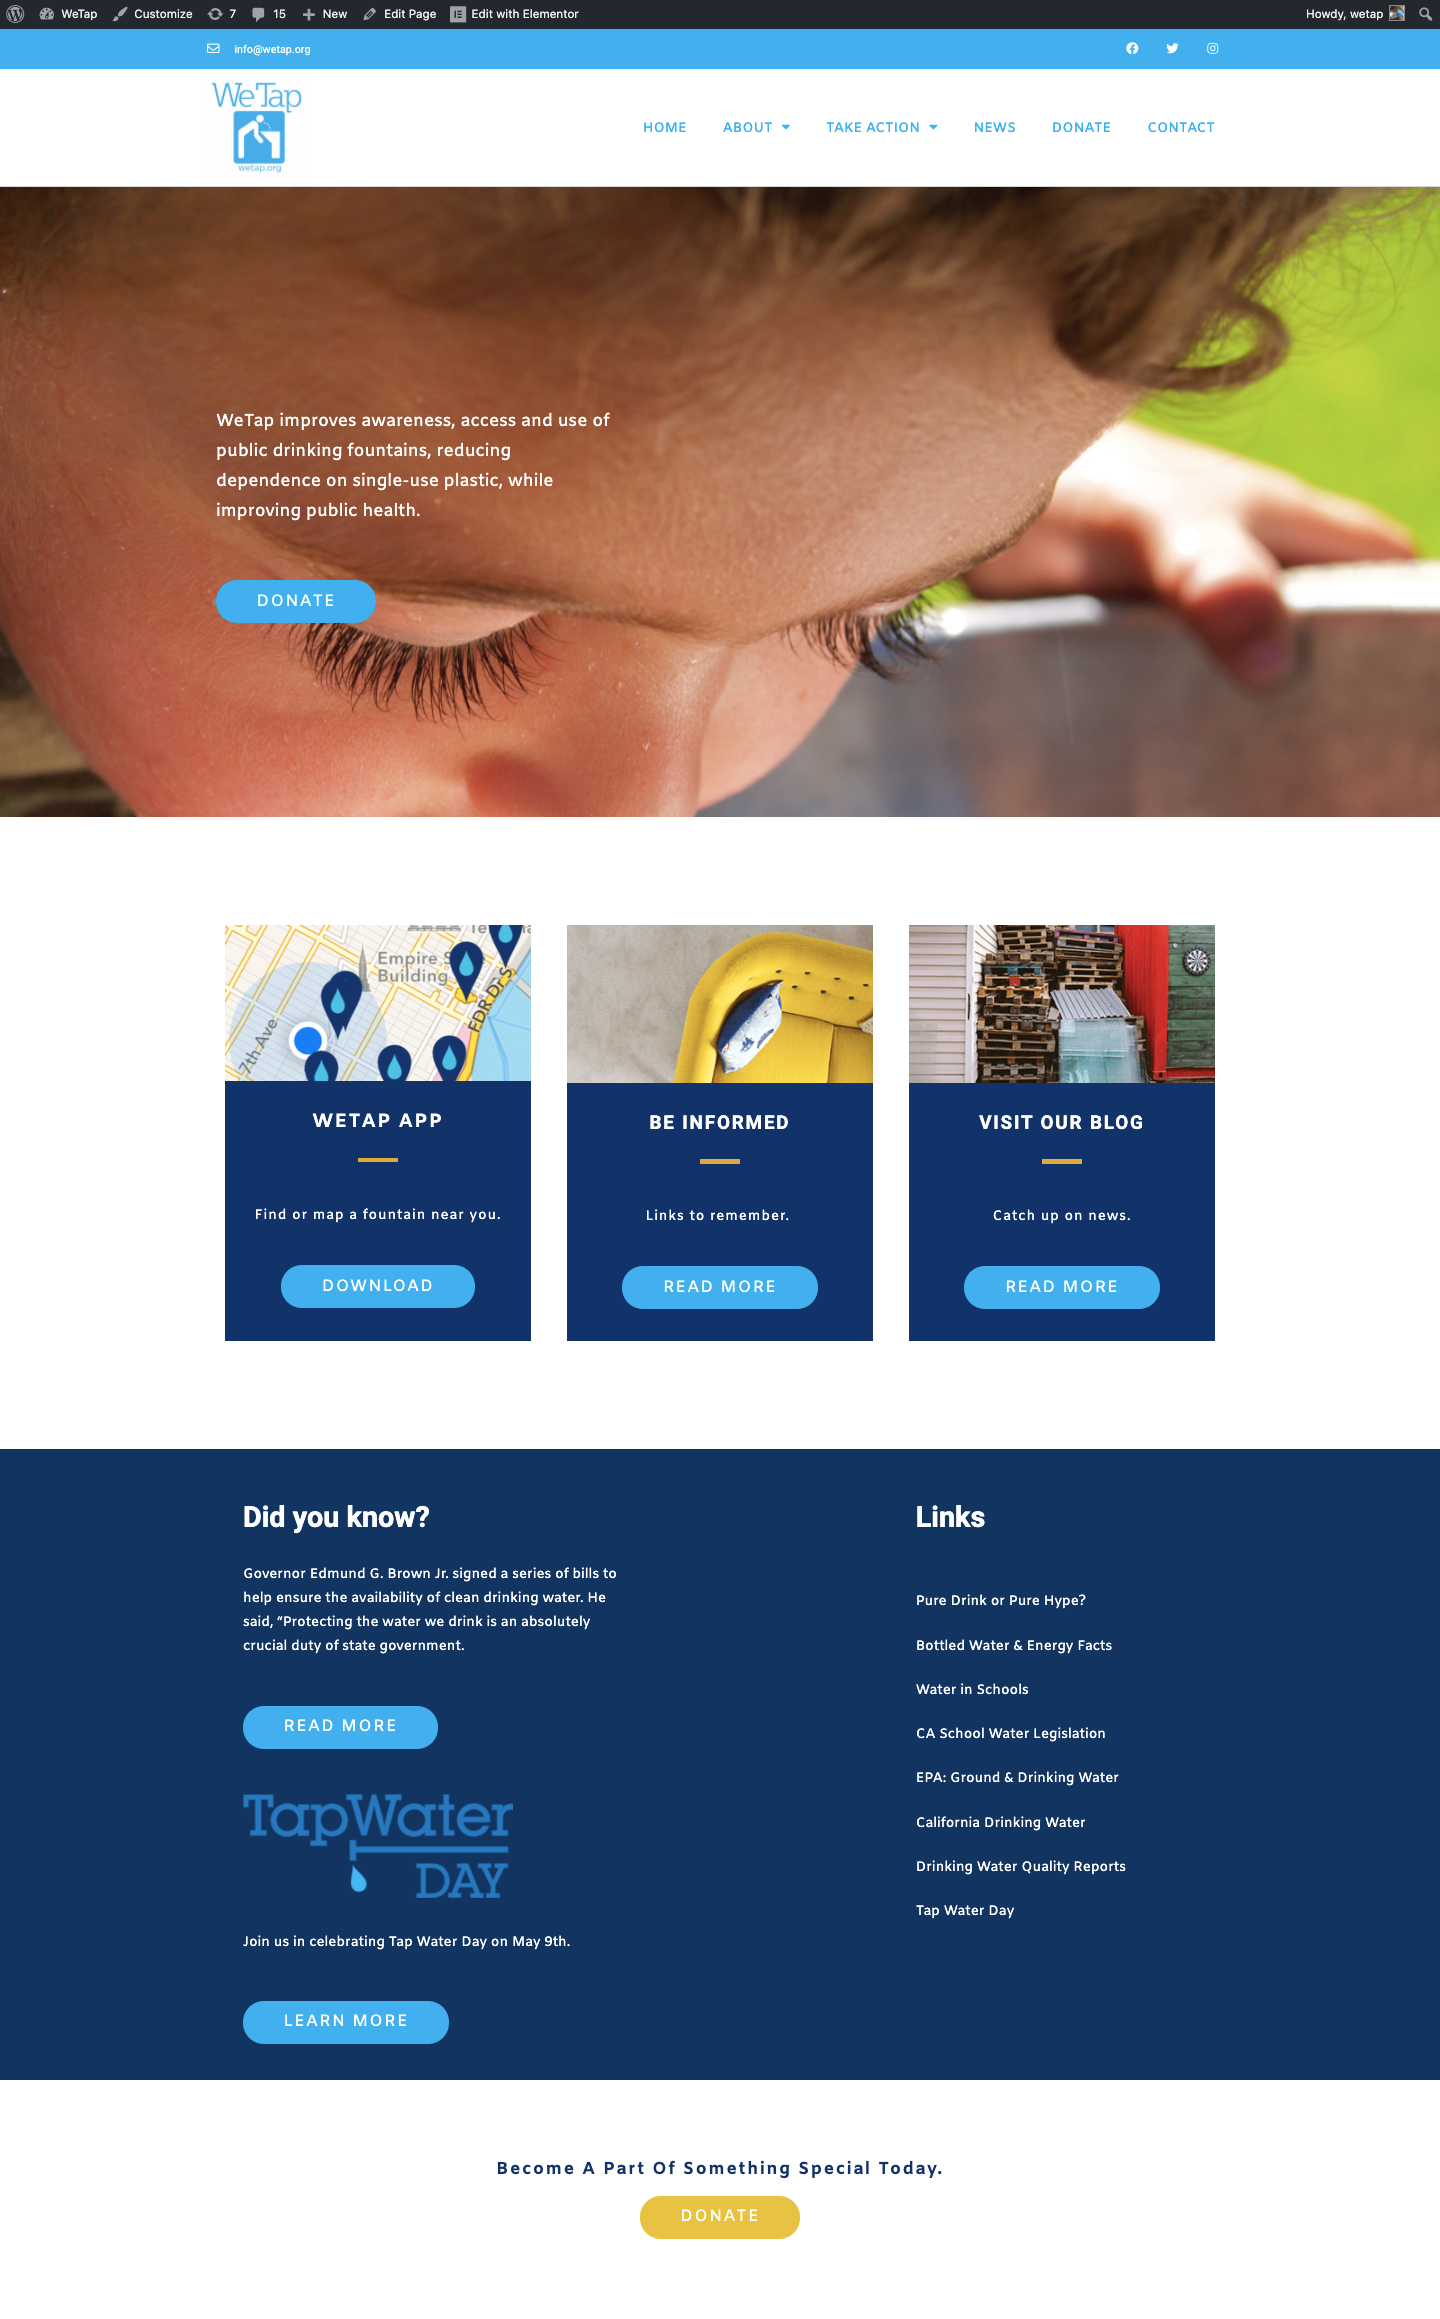 WeTap Customize 7 15 New Edit Page Edit with Elementor Howdy, wetap
info@wetap.org
WeTap
wetap.org
HOME ABOUT TAKE ACTION NEWS DONATE CONTACT
WeTap improves awareness, access and use of
public drinking fountains, reducing
dependence on single-use plastic, while
improving public health.
DONATE
Empire S
Building
7th Ave
FDR Dr S
WETAP APP
Find or map a fountain near you.
DOWNLOAD
BE INFORMED
Links to remember.
READ MORE
VISIT OUR BLOG
Catch up on news.
READ MORE
Did you know?
Governor Edmund G. Brown Jr. signed a series of bills to
help ensure the availability of clean drinking water. He
said, “Protecting the water we drink is an absolutely
crucial duty of state government.
READ MORE
TapWater
DAY
Join us in celebrating Tap Water Day on May 9th.
LEARN MORE
Links
Pure Drink or Pure Hype?
Bottled Water & Energy Facts
Water in Schools
CA School Water Legislation
EPA: Ground & Drinking Water
California Drinking Water
Drinking Water Quality Reports
Tap Water Day
Become A Part Of Something Special Today.
DONATE